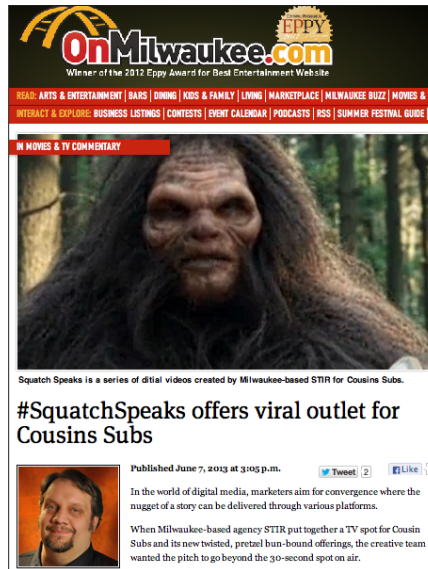 EPPY
OnMilwaukee.com
Winner of the 2012 Eppy Award for Best Entertainment Website
READ: ARTS & ENTERTAINMENT | BARS | DINING | KIDS & FAMILY | LIVING | MARKETPLACE | MILWAUKEE BUZZ | MOVIES &
INTERACT & EXPLORE: BUSINESS LISTINGS | CONTESTS | EVENT CALENDAR | PODCASTS | RSS | SUMMER FESTIVAL GUIDE |
IN MOVIES & TV COMMENTARY
Squatch Speaks is a series of ditial videos created by Milwaukee-based STIR for Cousins Subs.
#SquatchSpeaks offers viral outlet for
Cousins Subs
Published June 7, 2013 at 3:05 p.m.
Tweet 2
Like
In the world of digital media, marketers aim for convergence where the
nugget of a story can be delivered through various platforms.
When Milwaukee-based agency STIR put together a TV spot for Cousin
Subs and its new twisted, pretzel bun-bound offerings, the creative team
wanted the pitch to go beyond the 30-second spot on air.